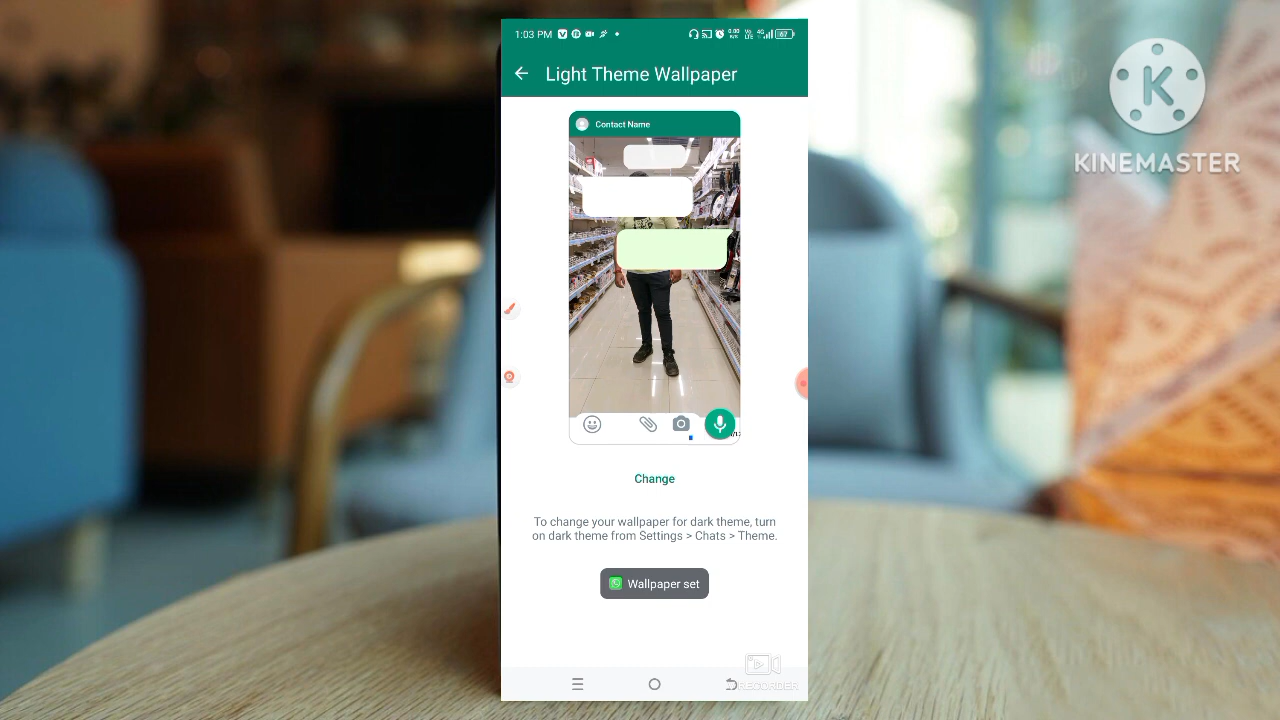 1:03 PM
Light Theme Wallpaper
Contact Name
Change
To change your wallpaper for dark theme, turn
on dark theme from Settings > Chats > Theme.
Wallpaper set
KINEMASTER
RECORDER